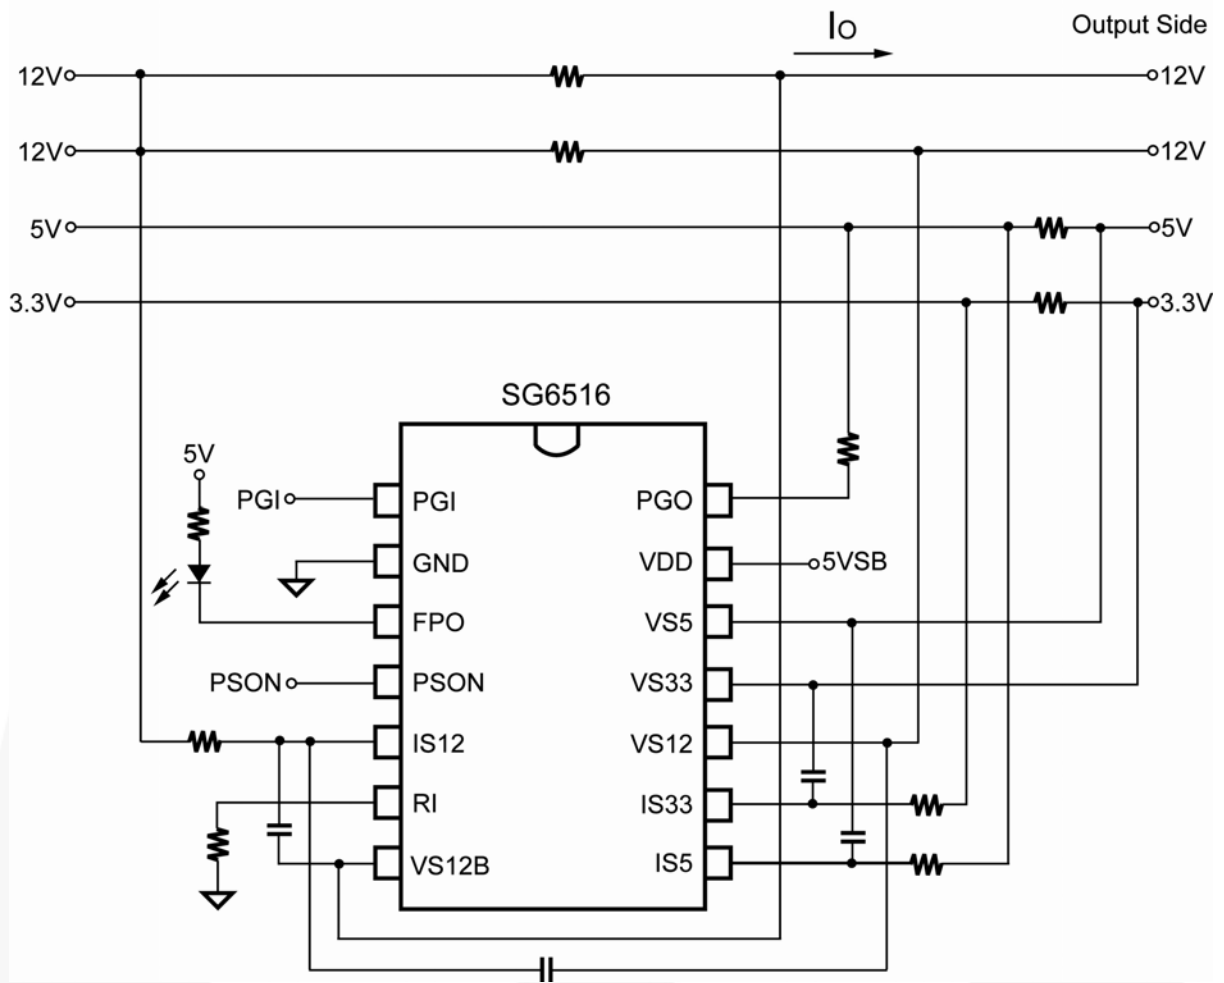 IO
Output Side
12V
12V
12V
12V
5V
5V
3.3V
3.3V
SG6516
5V
PGI
PGI
PGO
GND
VDD
5VSB
FPO
VS5
PSON
PSON
VS33
IS12
VS12
RI
IS33
VS12B
IS5